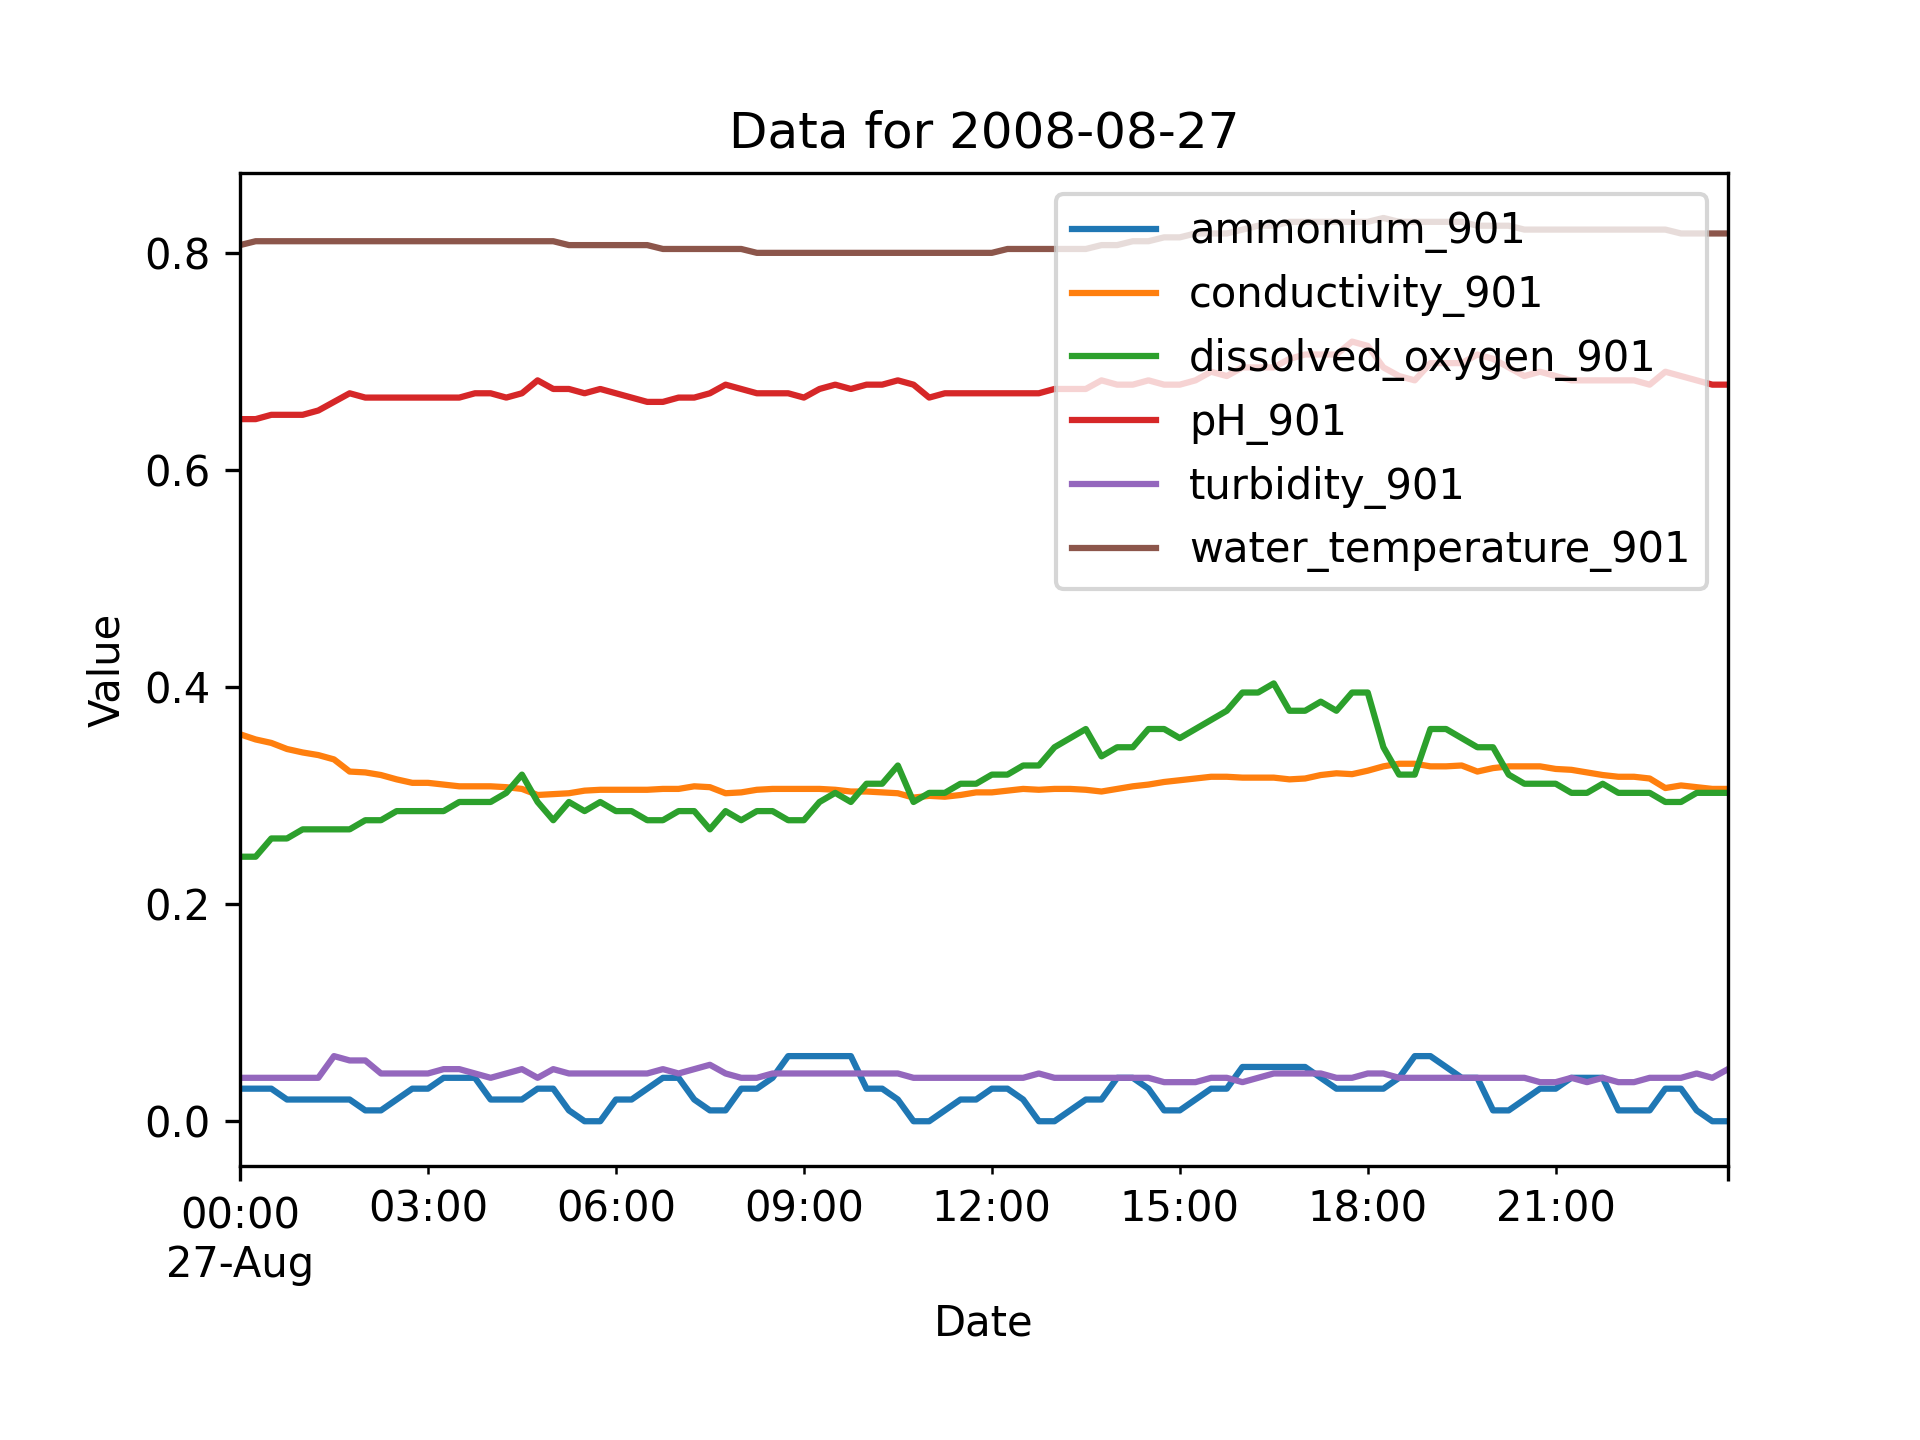 Data for 2008-08-27
ammonium_901
conductivity_901
dissolved_oxygen_901
pH_901
turbidity_901
water_temperature_901
Value
0.8
0.6
0.4
0.2
0.0
00:00 03:00 06:00 09:00 12:00 15:00 18:00 21:00
27-Aug
Date